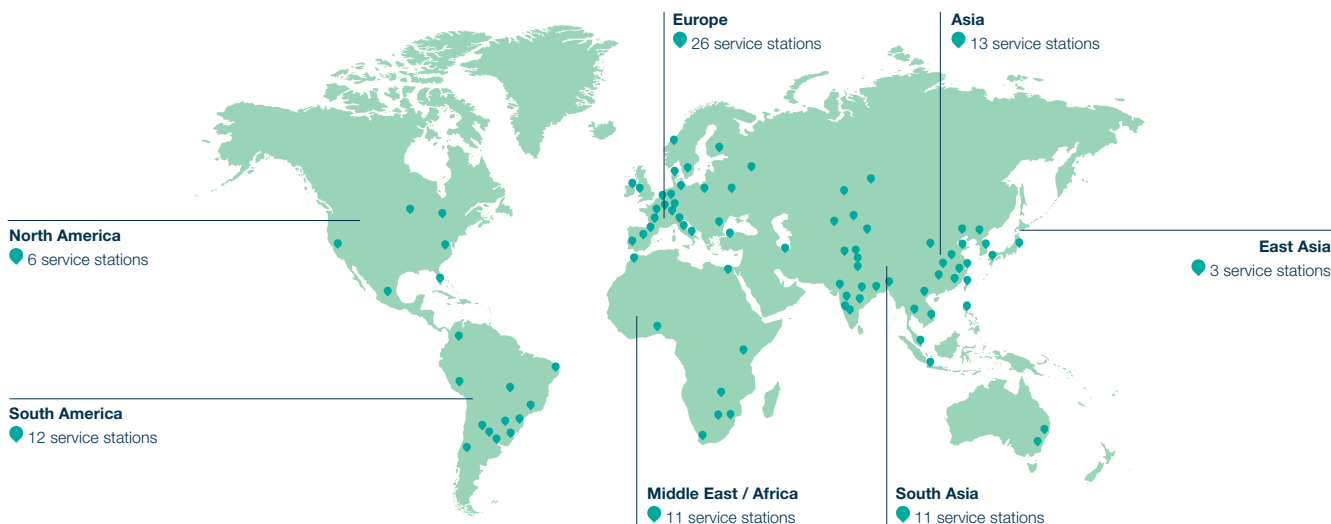 Europe
26 service stations
Asia
13 service stations
North America
6 service stations
East Asia
3 service stations
South America
12 service stations
Middle East / Africa
11 service stations
South Asia
11 service stations